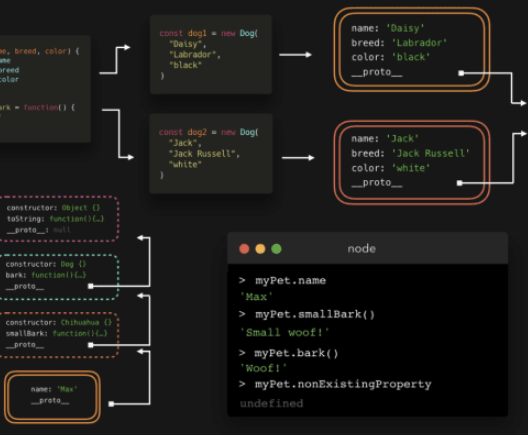 e, breed, color) {
ame
breed
color
ark = function() {
const dog1 = new Dog(
"Daisy",
"Labrador",
"black"
)
const dog2 = new Dog(
"Jack",
"Jack Russell",
"white"
)
name: 'Daisy'
breed: 'Labrador'
color: 'black'
__proto__
name: 'Jack'
breed: 'Jack Russell'
color: 'white'
__proto__
constructor: Object {}
toString: function(){…}
__proto__: null
constructor: Dog {}
bark: function(){…}
__proto__
constructor: Chihuahua {}
smallBark: function(){…}
__proto__
name: 'Max'
__proto__
node
> myPet.name
'Max'
> myPet.smallBark()
'Small woof!'
> myPet.bark()
'Woof!'
> myPet.nonExistingProperty
undefined